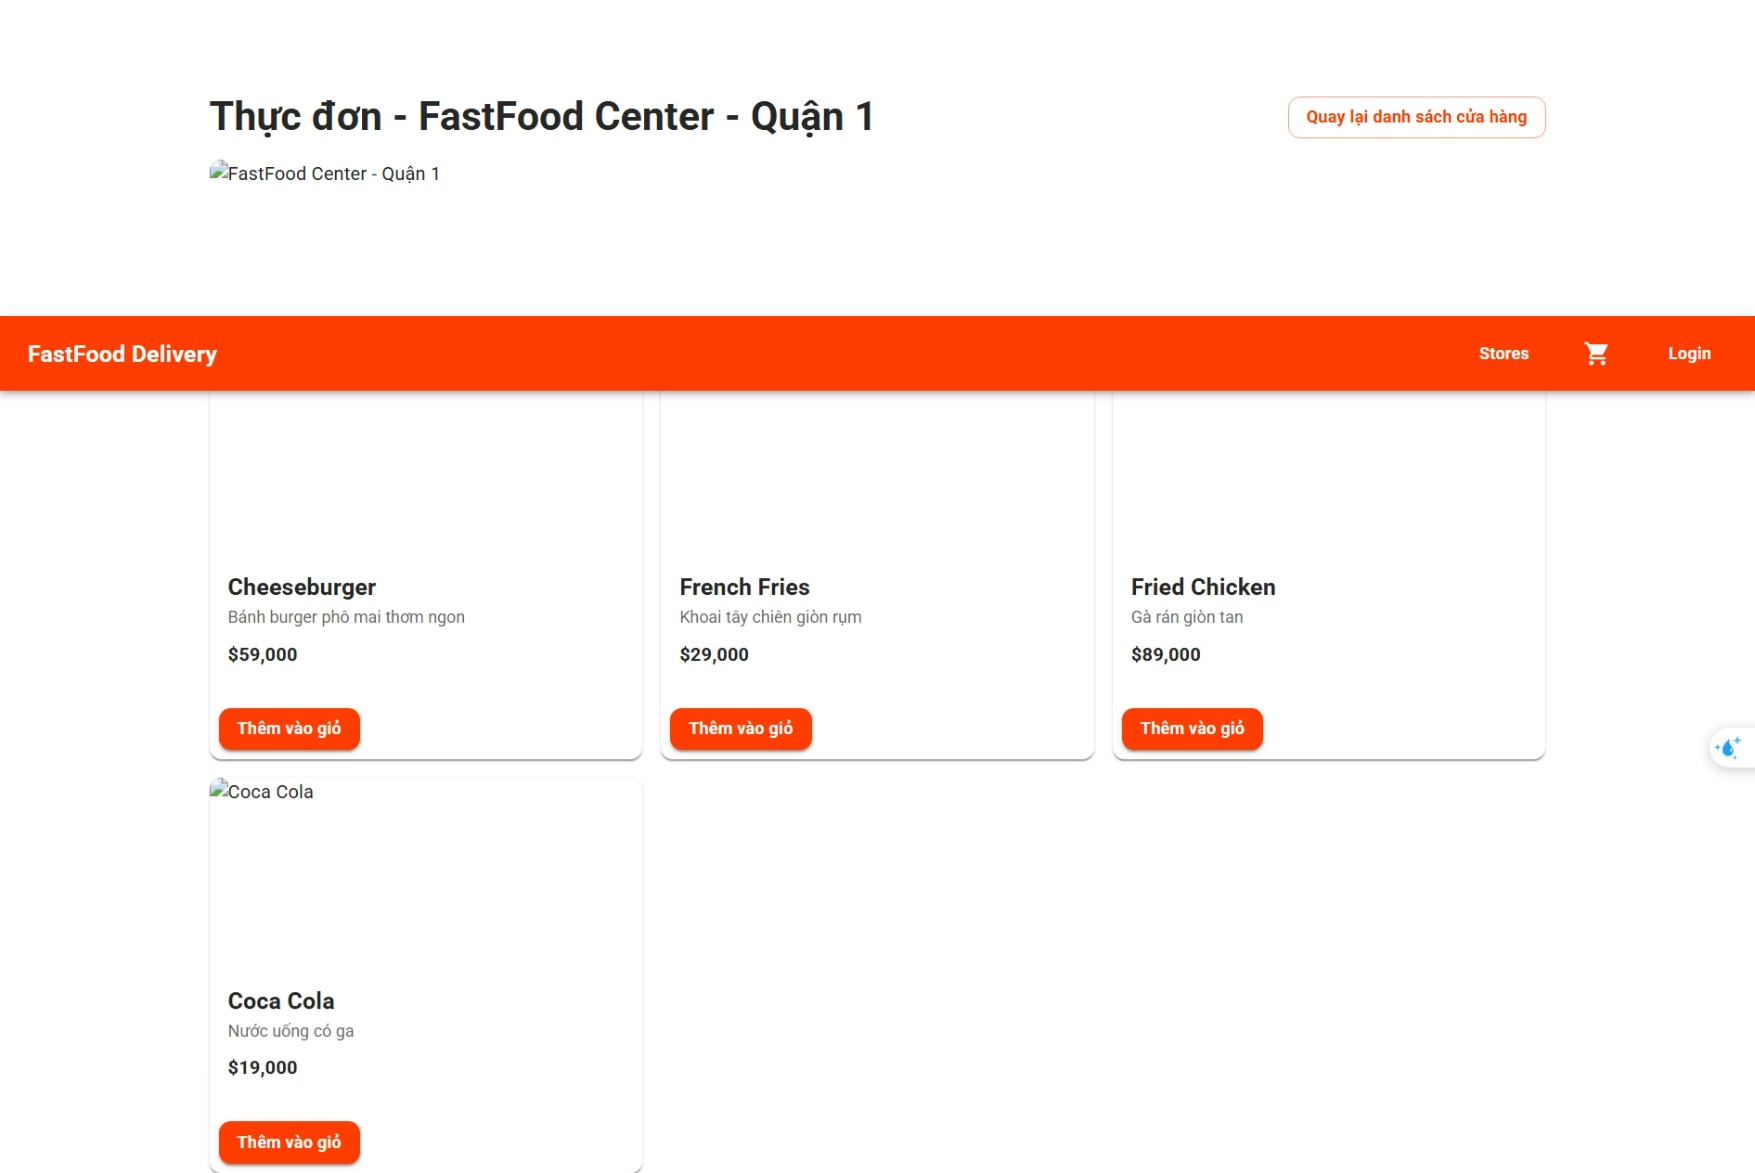 Thực đơn - FastFood Center - Quận 1
Quay lại danh sách cửa hàng
FastFood Center - Quận 1
FastFood Delivery
Stores
Login
Cheeseburger
Bánh burger phô mai thơm ngon
$59,000
Thêm vào giỏ
French Fries
Khoai tây chiên giòn rụm
$29,000
Thêm vào giỏ
Fried Chicken
Gà rán giòn tan
$89,000
Thêm vào giỏ
Coca Cola
Coca Cola
Nước uống có ga
$19,000
Thêm vào giỏ